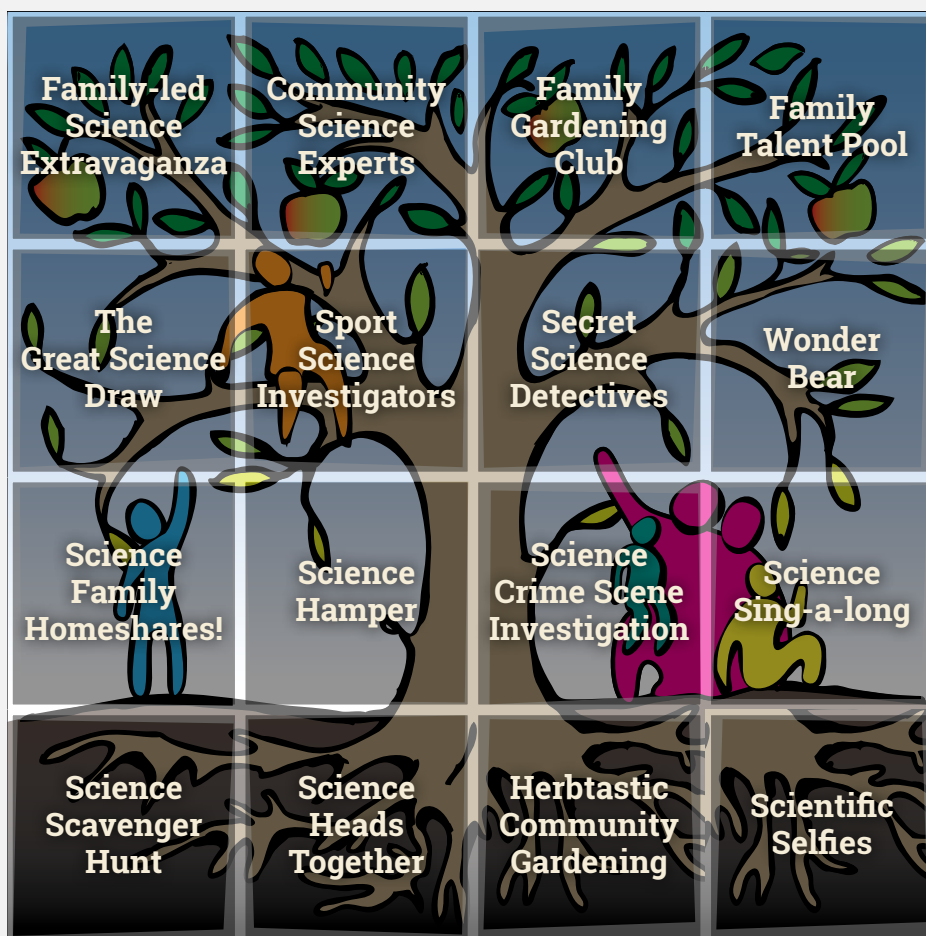 Family-led
Science
Extravaganza
Community
Science
Experts
Family
Gardening
Club
Family
Talent Pool
The
Great Science
Draw
Sport
Science
Investigators
Secret
Science
Detectives
Wonder
Bear
Science
Family
Homeshares!
Science
Hamper
Science
Crime Scene
Investigation
Science
Sing-a-long
Science
Scavenger
Hunt
Science
Heads
Together
Herbtastic
Community
Gardening
Scientific
Selfies